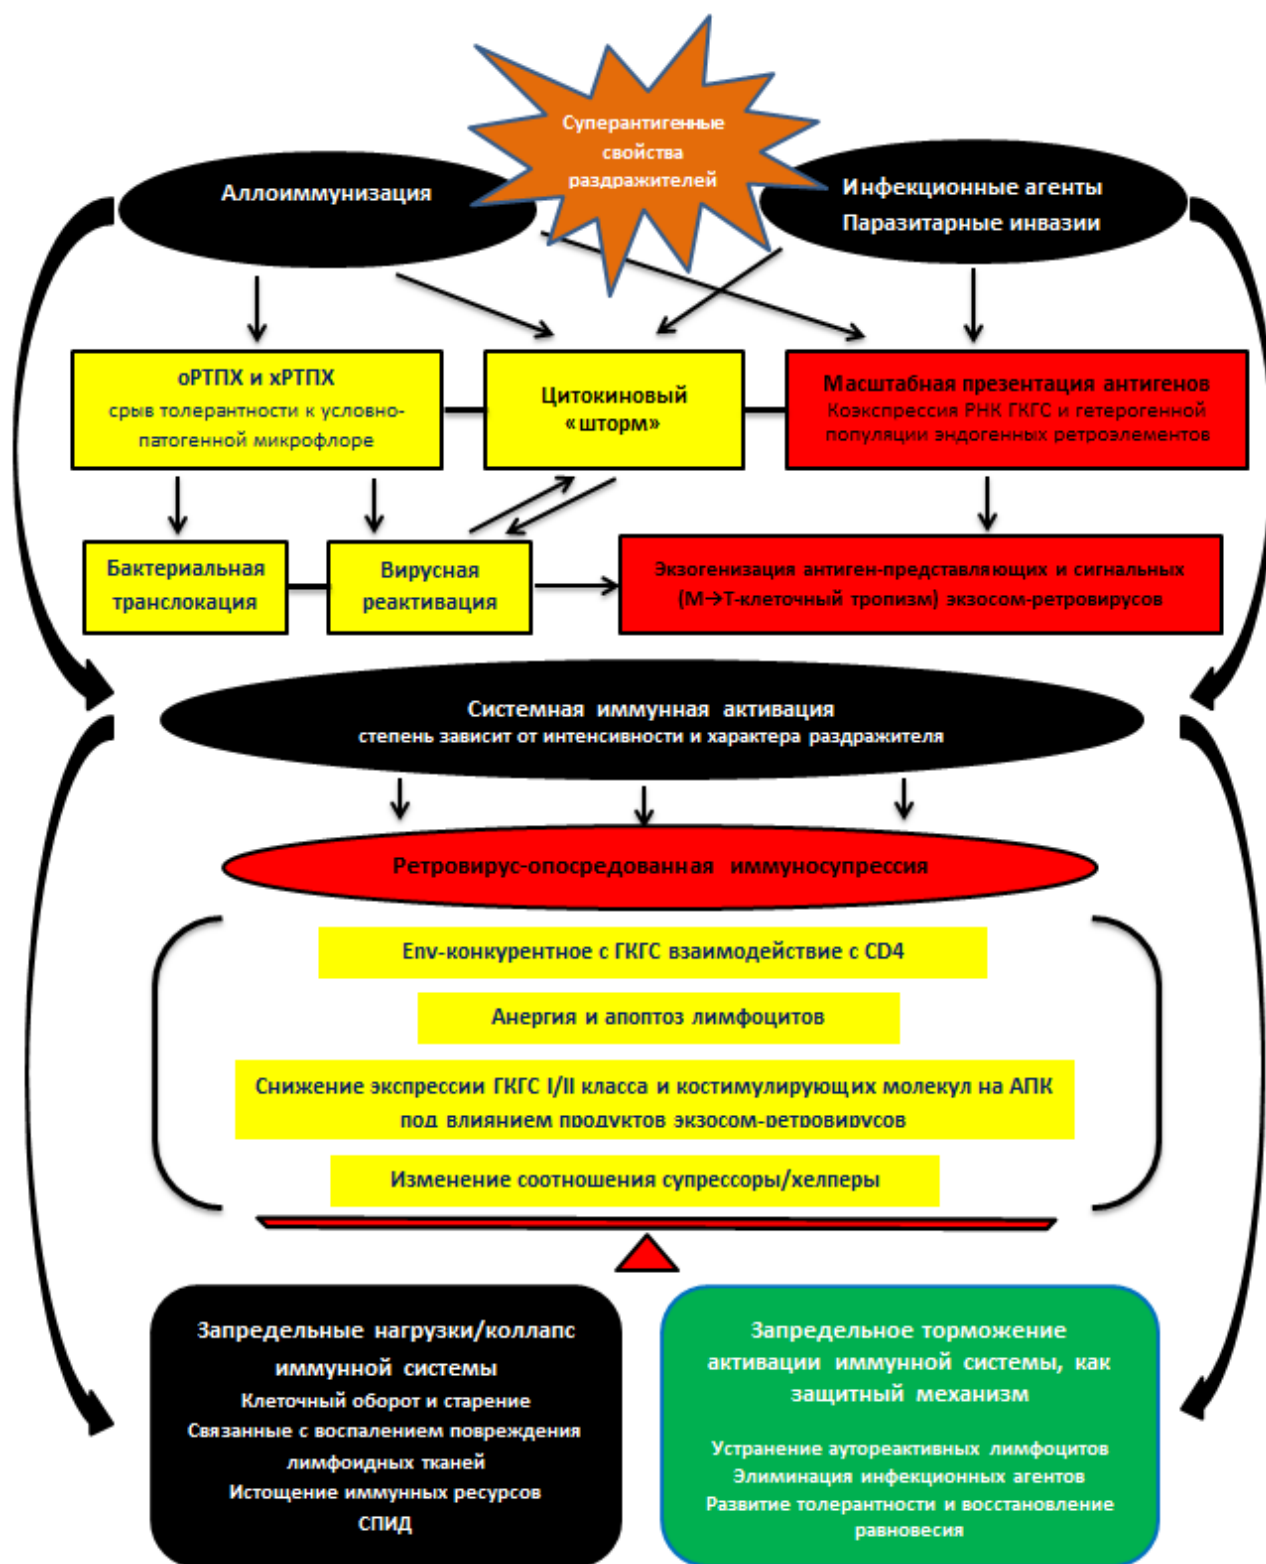 Суперантигенные
свойства
раздражителей
Аллоиммунизация
Инфекционные агенты
Паразитарные инвазии
оРТПХ и хРТПХ
срыв толерантности к условно-
патогенной микрофлоре
Цитокиновый
«шторм»
Масштабная презентация антигенов
Коэкспрессия РНК ГКГС и гетерогенной
популяции эндогенных ретроэлементов
Бактериальная
транслокация
Вирусная
реактивация
Экзогенизация антиген-представляющих и сигнальных
(М→Т-клеточный тропизм) экзосом-ретровирусов
Системная иммунная активация
степень зависит от интенсивности и характера раздражителя
Ретровирус-опосредованная иммуносупрессия
Env-конкурентное с ГКГС взаимодействие с CD4
Анергия и апоптоз лимфоцитов
Снижение экспрессии ГКГС I/II класса и костимулирующих молекул на АПК
под влиянием продуктов экзосом-ретровирусов
Изменение соотношения супрессоры/хелперы
Запредельные нагрузки/коллапс
иммунной системы
Клеточный оборот и старение
Связанные с воспалением повреждения
лимфоидных тканей
Истощение иммунных ресурсов
СПИД
Запредельное торможение
активации иммунной системы, как
защитный механизм
Устранение аутореактивных лимфоцитов
Элиминация инфекционных агентов
Развитие толерантности и восстановление
равновесия